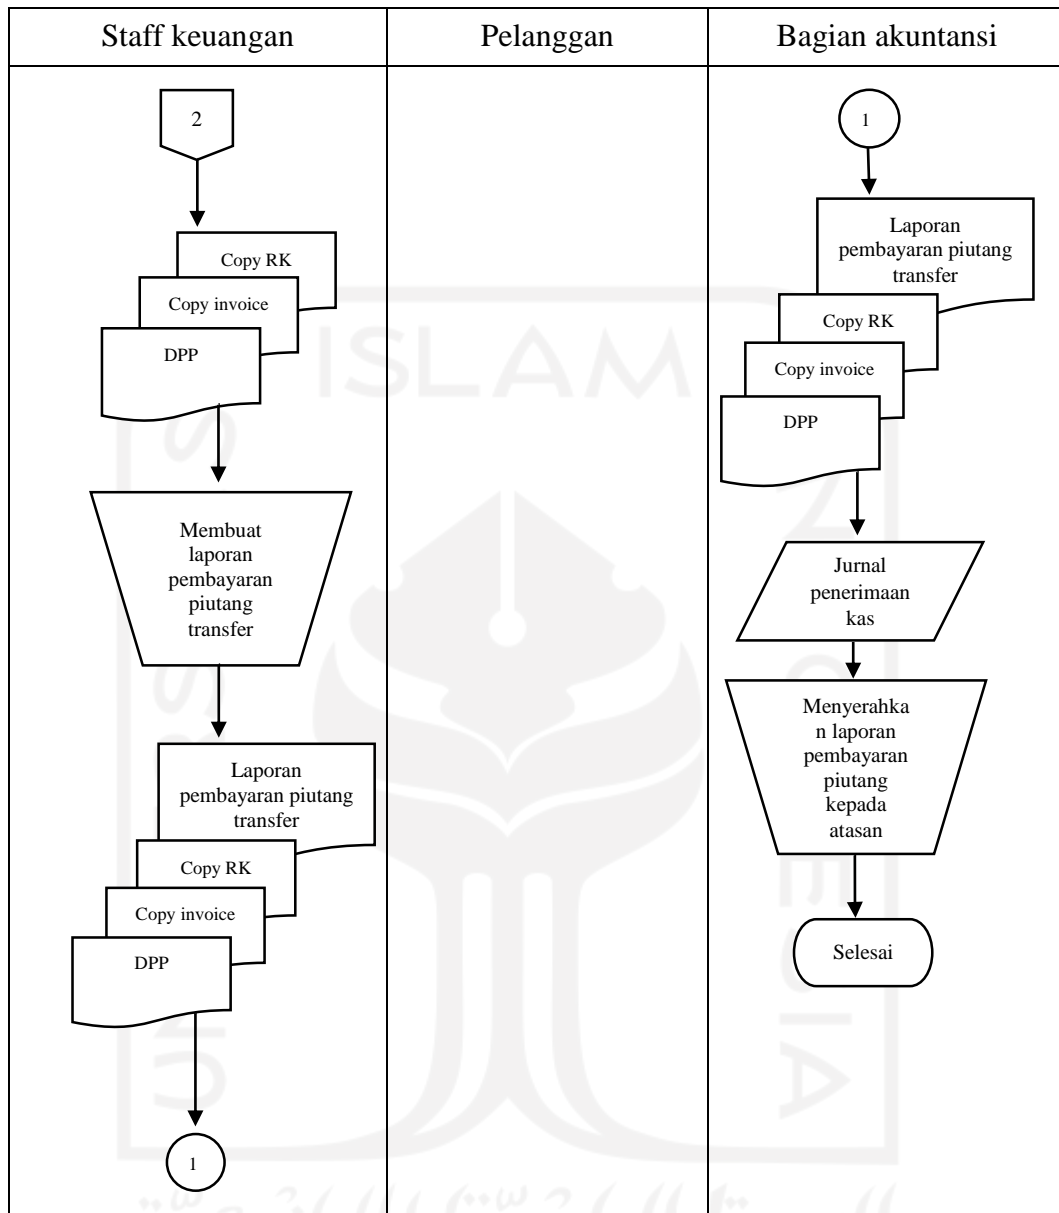 Staff keuangan
Pelanggan
Bagian akuntansi
2
Copy RK
Copy invoice
DPP
Membuat
laporan
pembayaran
piutang
transfer
Laporan
pembayaran piutang
transfer
Copy RK
Copy invoice
DPP
1
1
Laporan
pembayaran piutang
transfer
Copy RK
Copy invoice
DPP
Jurnal
penerimaan
kas
Menyerahka
n laporan
pembayaran
piutang
kepada
atasan
Selesai
ISLAM